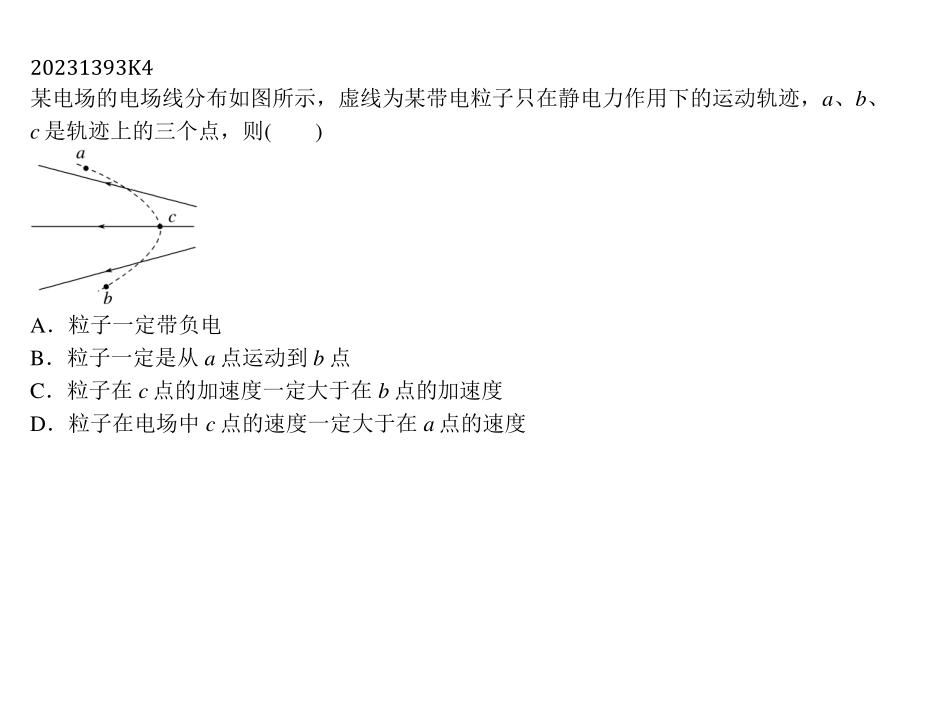 20231393K4
某电场的电场线分布如图所示，虚线为某带电粒子只在静电力作用下的运动轨迹，a、b、
c 是轨迹上的三个点，则(　　)
a
c
b
A．粒子一定带负电
B．粒子一定是从 a 点运动到 b 点
C．粒子在 c 点的加速度一定大于在 b 点的加速度
D．粒子在电场中 c 点的速度一定大于在 a 点的速度